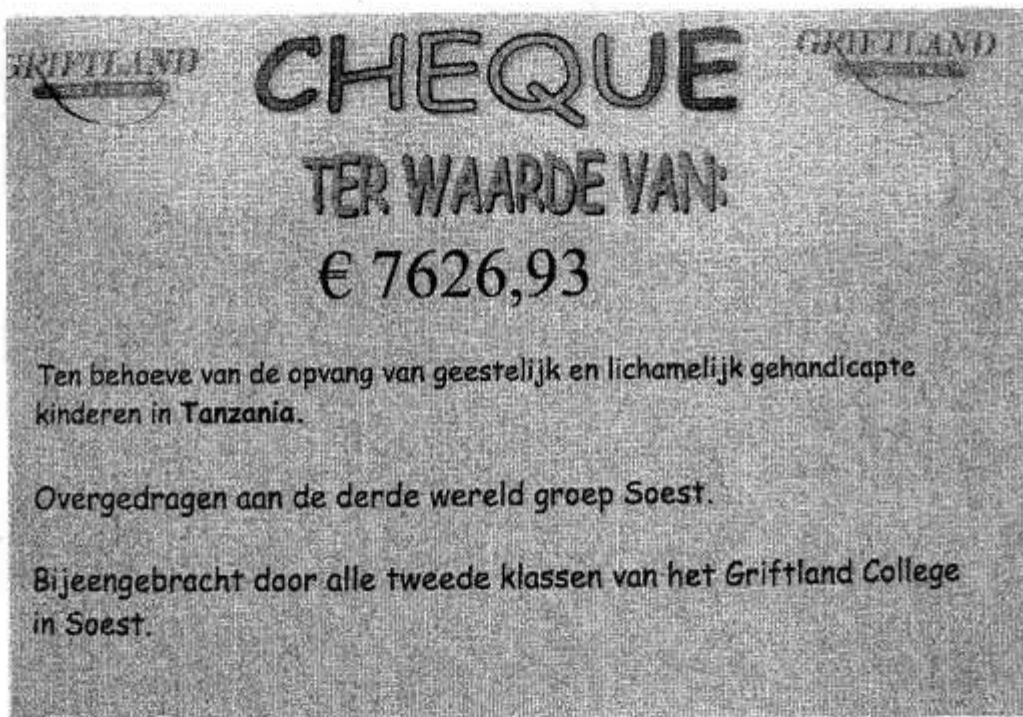 GRIFTLAND
CHEQUE
GRIFTLAND
TER WAARDE VAN:
€ 7626,93
Ten behoeve van de opvang van geestelijk en lichamelijk gehandicapte
kinderen in Tanzania.
Overgedragen aan de derde wereld groep Soest.
Bijeengebracht door alle tweede klassen van het Griftland College
in Soest.